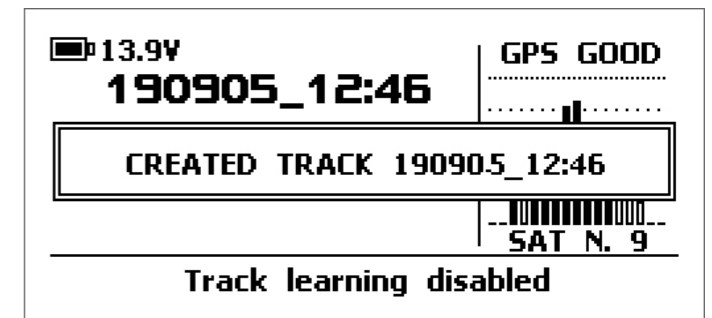 13.9V
GPS GOOD
190905_12:46
CREATED TRACK 190905_12:46
SAT N. 9
Track learning disabled